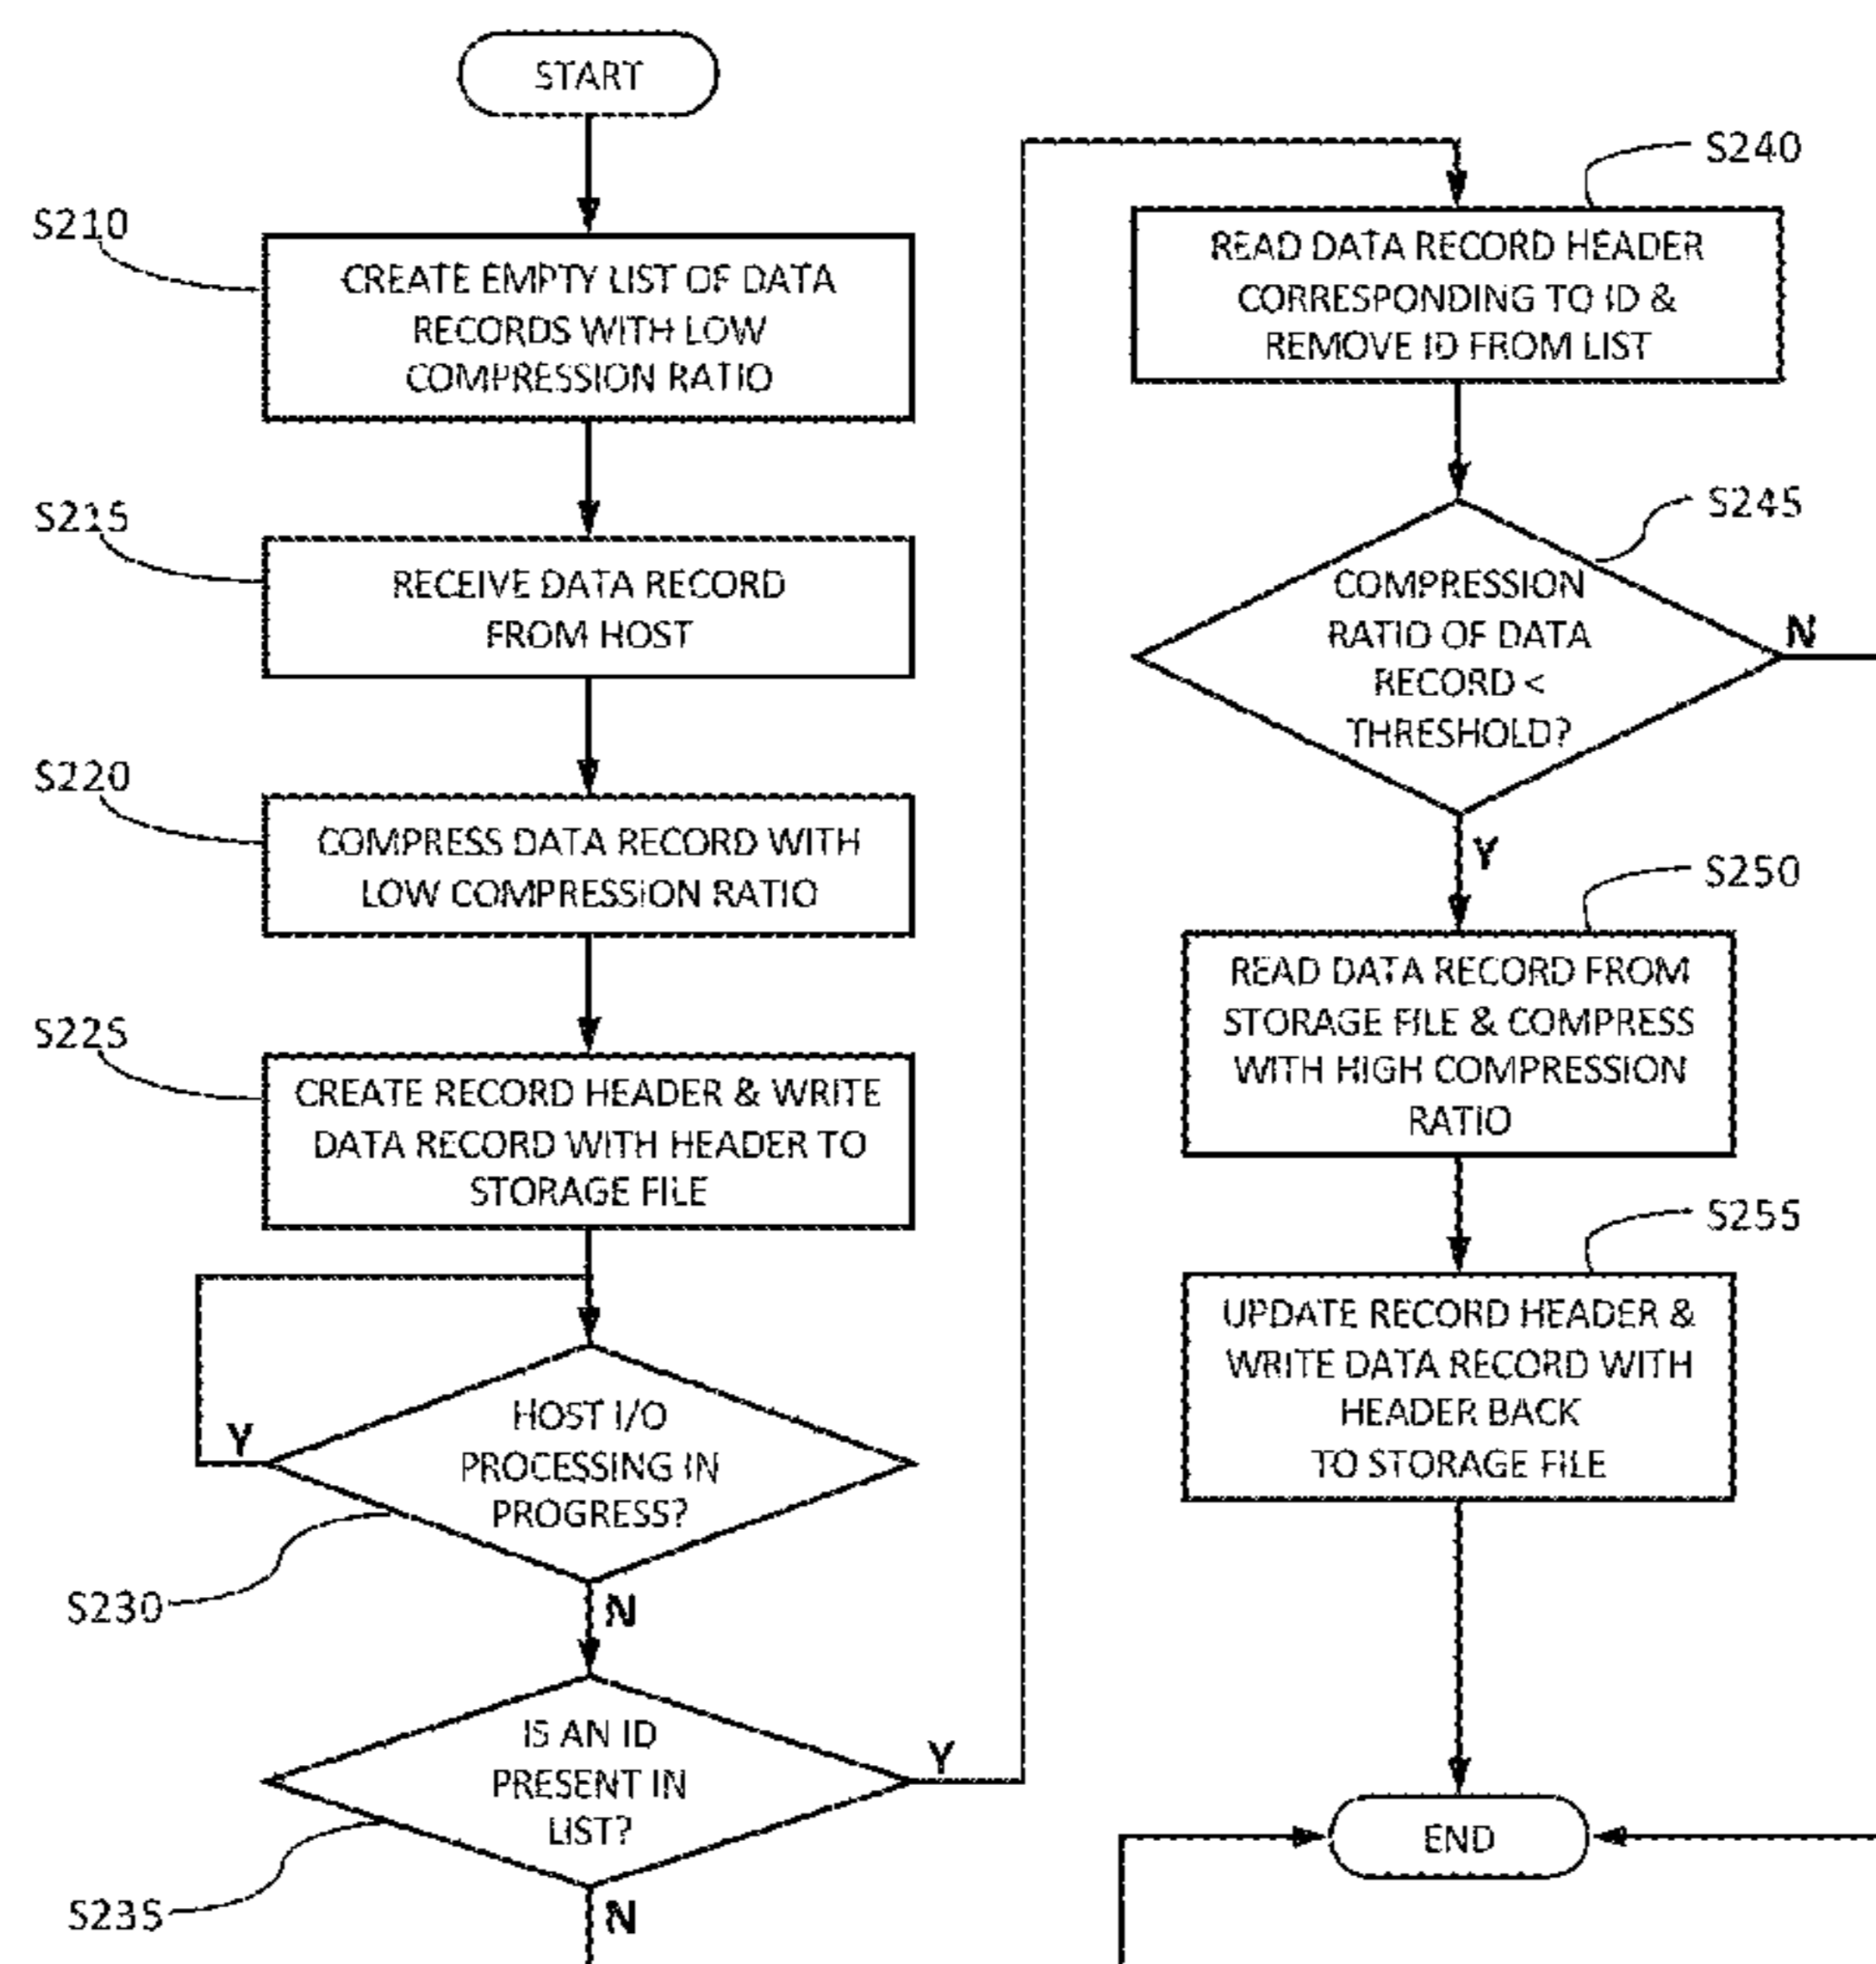 START
S210
CREATE EMPTY LIST OF DATA
RECORDS WITH LOW
COMPRESSION RATIO
S215
RECEIVE DATA RECORD
FROM HOST
S220
COMPRESS DATA RECORD WITH
LOW COMPRESSION RATIO
S225
CREATE RECORD HEADER & WRITE
DATA RECORD WITH HEADER TO
STORAGE FILE
Y
HOST I/O
PROCESSING IN
PROGRESS?
S230
N
IS AN ID
PRESENT IN
LIST?
Y
S235
N
S240
READ DATA RECORD HEADER
CORRESPONDING TO ID &
REMOVE ID FROM LIST
S245
COMPRESSION
RATIO OF DATA
RECORD <
THRESHOLD?
N
Y
S250
READ DATA RECORD FROM
STORAGE FILE & COMPRESS
WITH HIGH COMPRESSION
RATIO
S255
UPDATE RECORD HEADER &
WRITE DATA RECORD WITH
HEADER BACK
TO STORAGE FILE
END